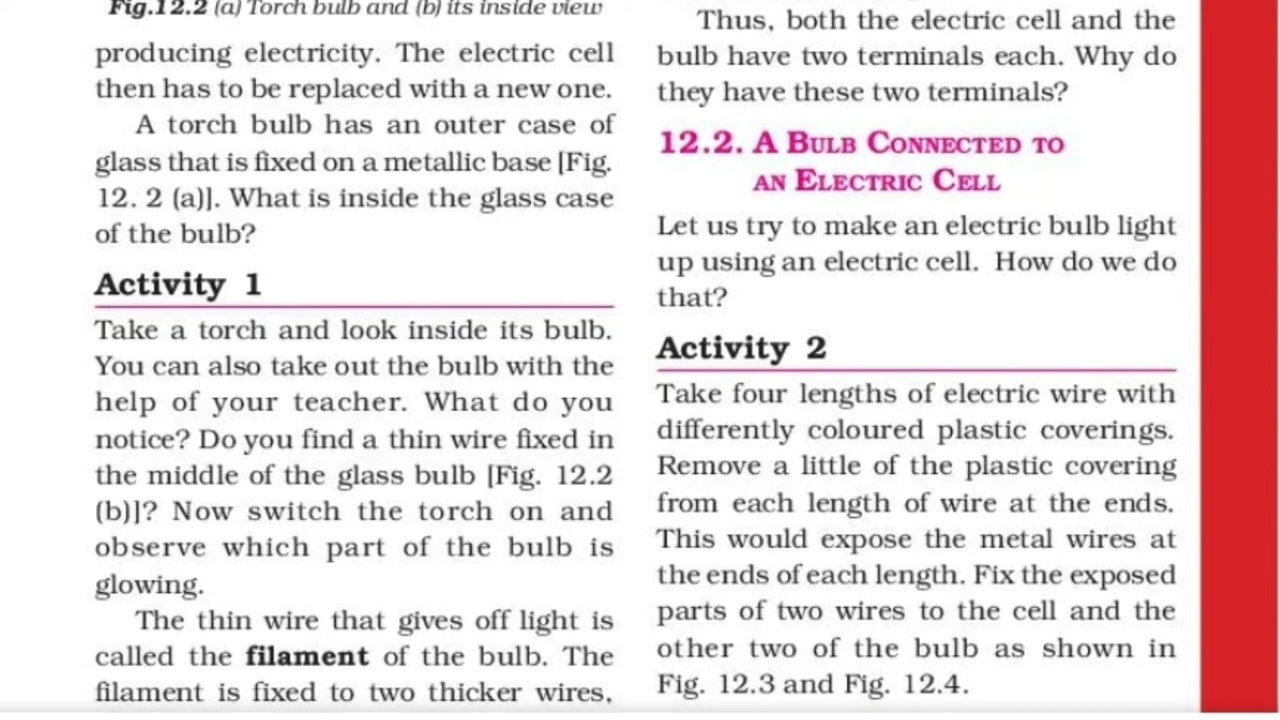 Fig.12.2 (a) Torch bulb and (b) its inside view
producing electricity. The electric cell
then has to be replaced with a new one.
A torch bulb has an outer case of
glass that is fixed on a metallic base [Fig.
12. 2 (a)]. What is inside the glass case
of the bulb?
Activity 1
Take a torch and look inside its bulb.
You can also take out the bulb with the
help of your teacher. What do you
notice? Do you find a thin wire fixed in
the middle of the glass bulb [Fig. 12.2
(b)]? Now switch the torch on and
observe which part of the bulb is
glowing.
The thin wire that gives off light is
called the filament of the bulb. The
filament is fixed to two thicker wires,
Thus, both the electric cell and the
bulb have two terminals each. Why do
they have these two terminals?
12.2. A Bulb Connected to
an Electric Cell
Let us try to make an electric bulb light
up using an electric cell. How do we do
that?
Activity 2
Take four lengths of electric wire with
differently coloured plastic coverings.
Remove a little of the plastic covering
from each length of wire at the ends.
This would expose the metal wires at
the ends of each length. Fix the exposed
parts of two wires to the cell and the
other two of the bulb as shown in
Fig. 12.3 and Fig. 12.4.